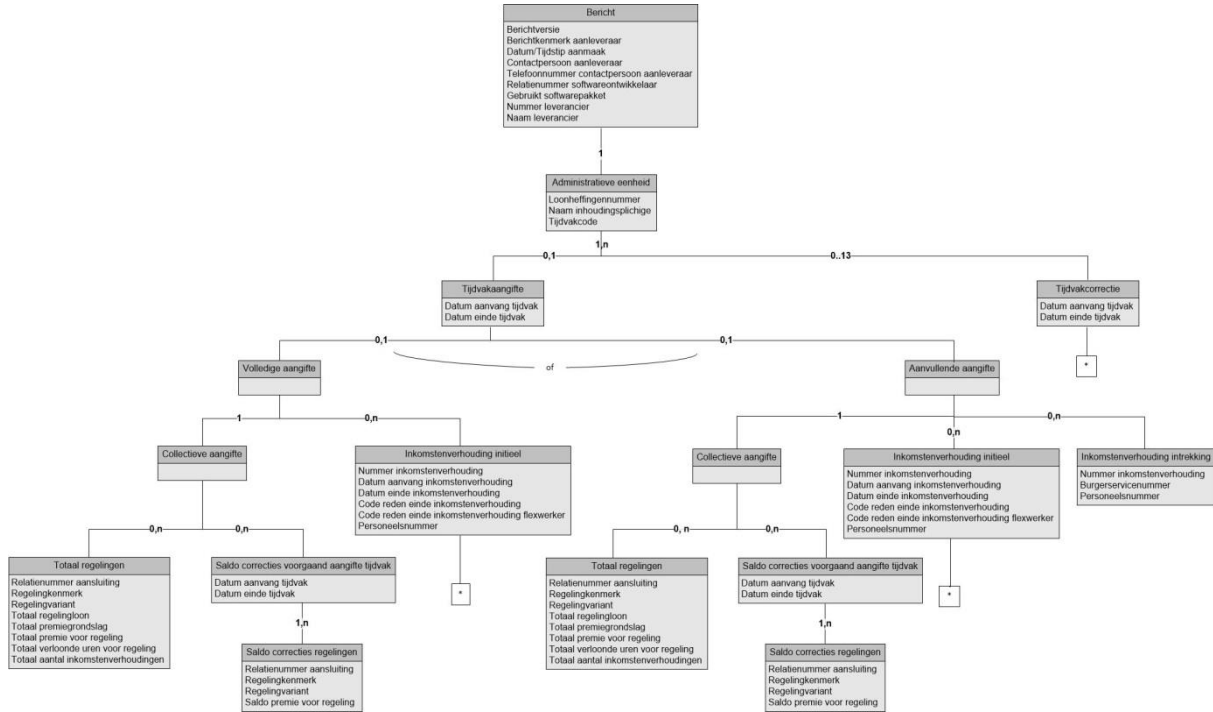 Bericht
Berichtversie
Berichtkenmerk aanleveraar
Datum/Tijdstip aanmaak
Contactpersoon aanleveraar
Telefoonnummer contactpersoon aanleveraar
Relatienummer softwareontwikkelaar
Gebruikt softwarepakket
Nummer leverancier
Naam leverancier
1
Administratieve eenheid
Loonheffingennummer
Naam inhoudingsplichige
Tijdvakcode
1,n
0,1
0..13
Tijdvakaangifte
Datum aanvang tijdvak
Datum einde tijdvak
Tijdvakcorrectie
Datum aanvang tijdvak
Datum einde tijdvak
*
0,1
0,1
of
Volledige aangifte
Aanvullende aangifte
1
0,n
1
0,n
0,n
Collectieve aangifte
Inkomstenverhouding initieel
Nummer inkomstenverhouding
Datum aanvang inkomstenverhouding
Datum einde inkomstenverhouding
Code reden einde inkomstenverhouding
Code reden einde inkomstenverhouding flexwerker
Personeelsnummer
*
Collectieve aangifte
Inkomstenverhouding initieel
Nummer inkomstenverhouding
Datum aanvang inkomstenverhouding
Datum einde inkomstenverhouding
Code reden einde inkomstenverhouding
Code reden einde inkomstenverhouding flexwerker
Personeelsnummer
*
Inkomstenverhouding intrekking
Nummer inkomstenverhouding
Burgerservicenummer
Personeelsnummer
0,n
0,n
0, n
0,n
Totaal regelingen
Relatienummer aansluiting
Regelingkenmerk
Regelingvariant
Totaal regelingloon
Totaal premiegrondslag
Totaal premie voor regeling
Totaal verloonde uren voor regeling
Totaal aantal inkomstenverhoudingen
Saldo correcties voorgaand aangifte tijdvak
Datum aanvang tijdvak
Datum einde tijdvak
1,n
Saldo correcties regelingen
Relatienummer aansluiting
Regelingkenmerk
Regelingvariant
Saldo premie voor regeling
Totaal regelingen
Relatienummer aansluiting
Regelingkenmerk
Regelingvariant
Totaal regelingloon
Totaal premiegrondslag
Totaal premie voor regeling
Totaal verloonde uren voor regeling
Totaal aantal inkomstenverhoudingen
Saldo correcties voorgaand aangifte tijdvak
Datum aanvang tijdvak
Datum einde tijdvak
1,n
Saldo correcties regelingen
Relatienummer aansluiting
Regelingkenmerk
Regelingvariant
Saldo premie voor regeling